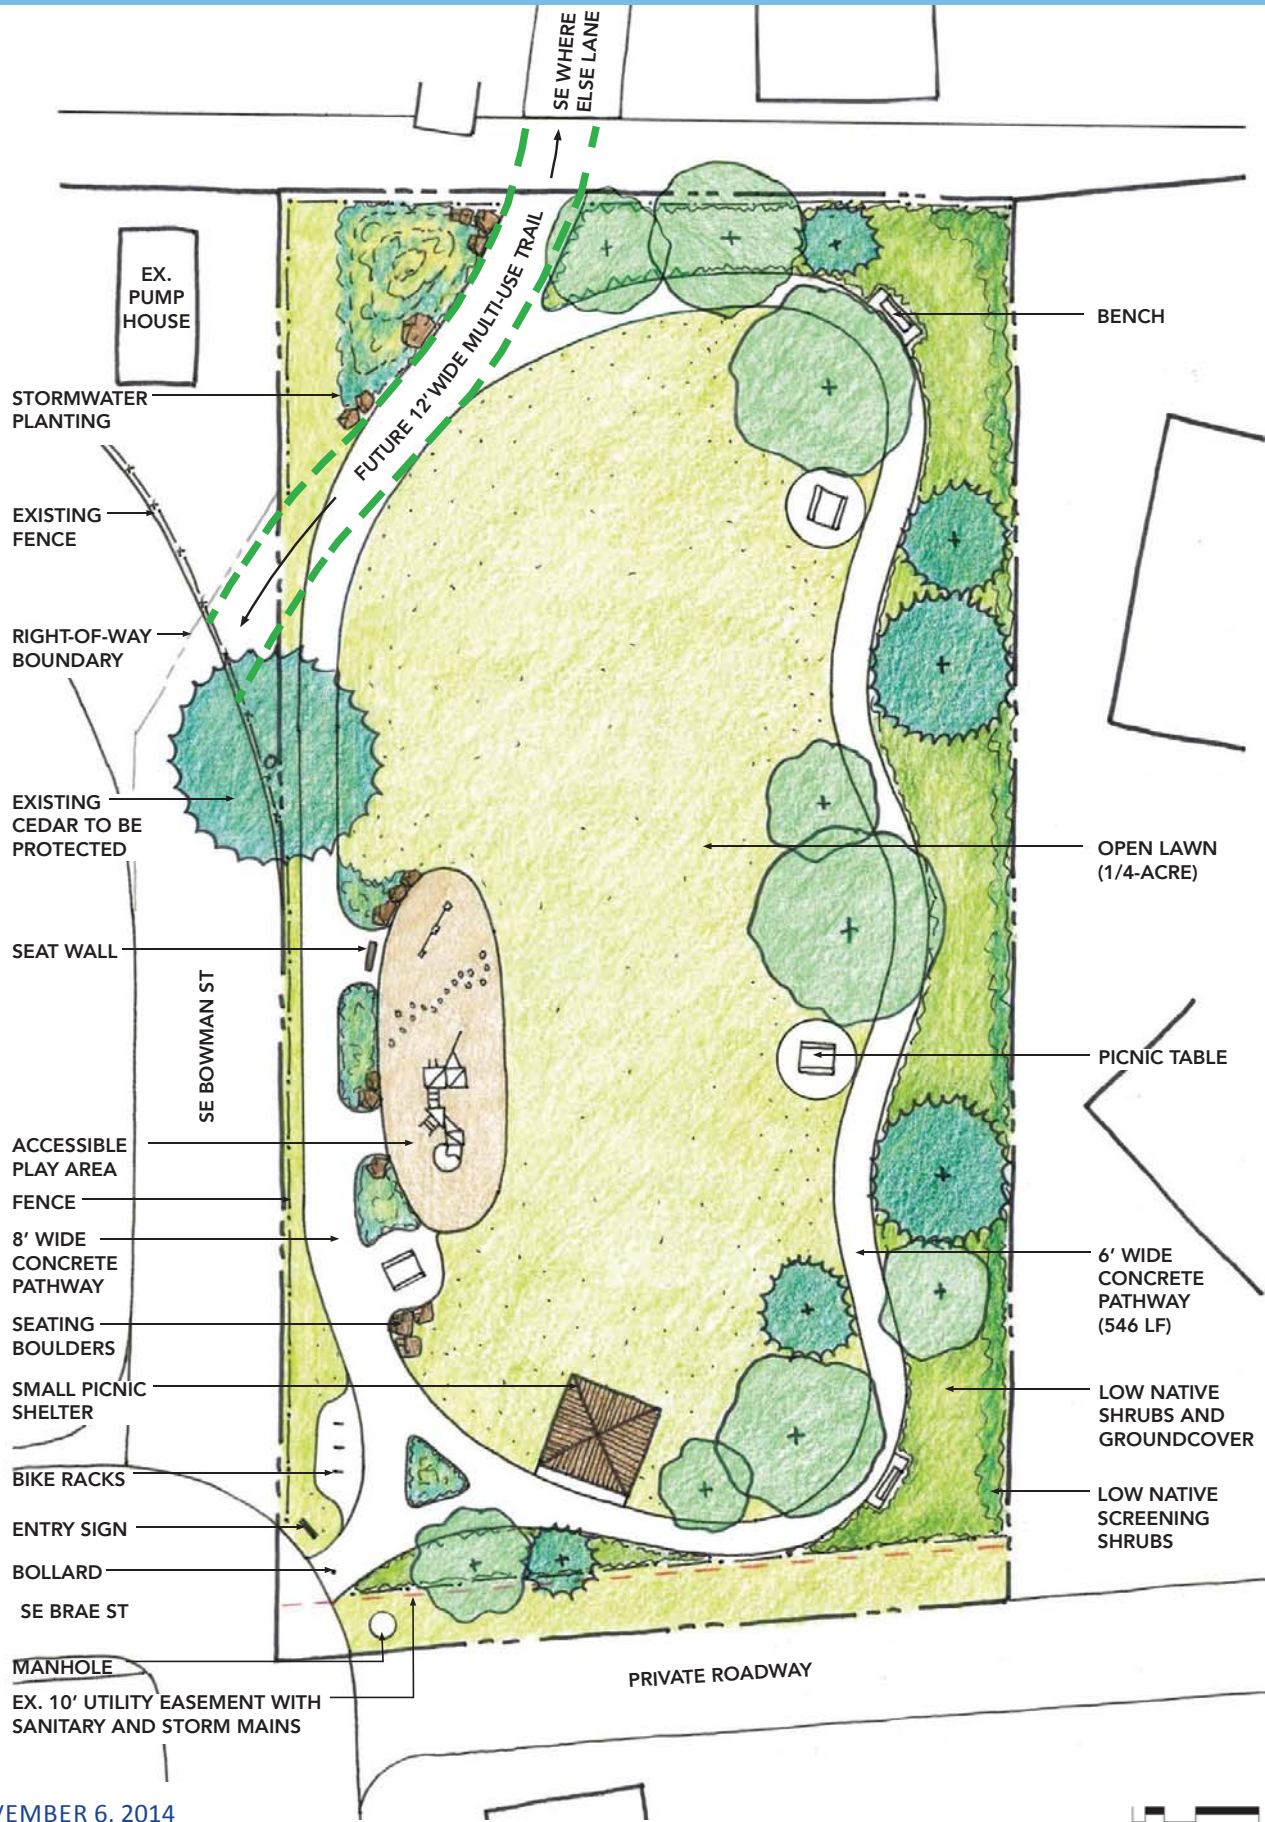 SE WHERE
ELSE LANE
EX.
PUMP
HOUSE
FUTURE 12' WIDE MULTI-USE TRAIL
BENCH
STORMWATER
PLANTING
EXISTING
FENCE
RIGHT-OF-WAY
BOUNDARY
EXISTING
CEDAR TO BE
PROTECTED
OPEN LAWN
(1/4-ACRE)
SEAT WALL
SE BOWMAN ST
PICNIC TABLE
ACCESSIBLE
PLAY AREA
FENCE
8' WIDE
CONCRETE
PATHWAY
6' WIDE
CONCRETE
PATHWAY
(546 LF)
SEATING
BOULDERS
SMALL PICNIC
SHELTER
LOW NATIVE
SHRUBS AND
GROUNDCOVER
BIKE RACKS
LOW NATIVE
SCREENING
SHRUBS
ENTRY SIGN
BOLLARD
SE BRAE ST
MANHOLE
PRIVATE ROADWAY
EX. 10' UTILITY EASEMENT WITH
SANITARY AND STORM MAINS
VEMBER 6, 2014